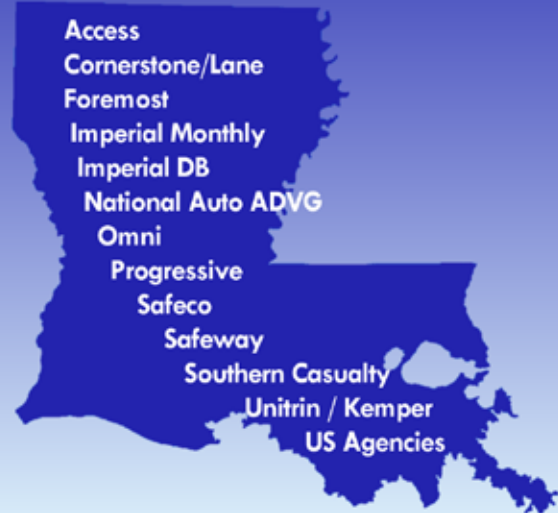 Access
Cornerstone/Lane
Foremost
Imperial Monthly
Imperial DB
National Auto ADVG
Omni
Progressive
Safeco
Safeway
Southern Casualty
Unitrin / Kemper
US Agencies